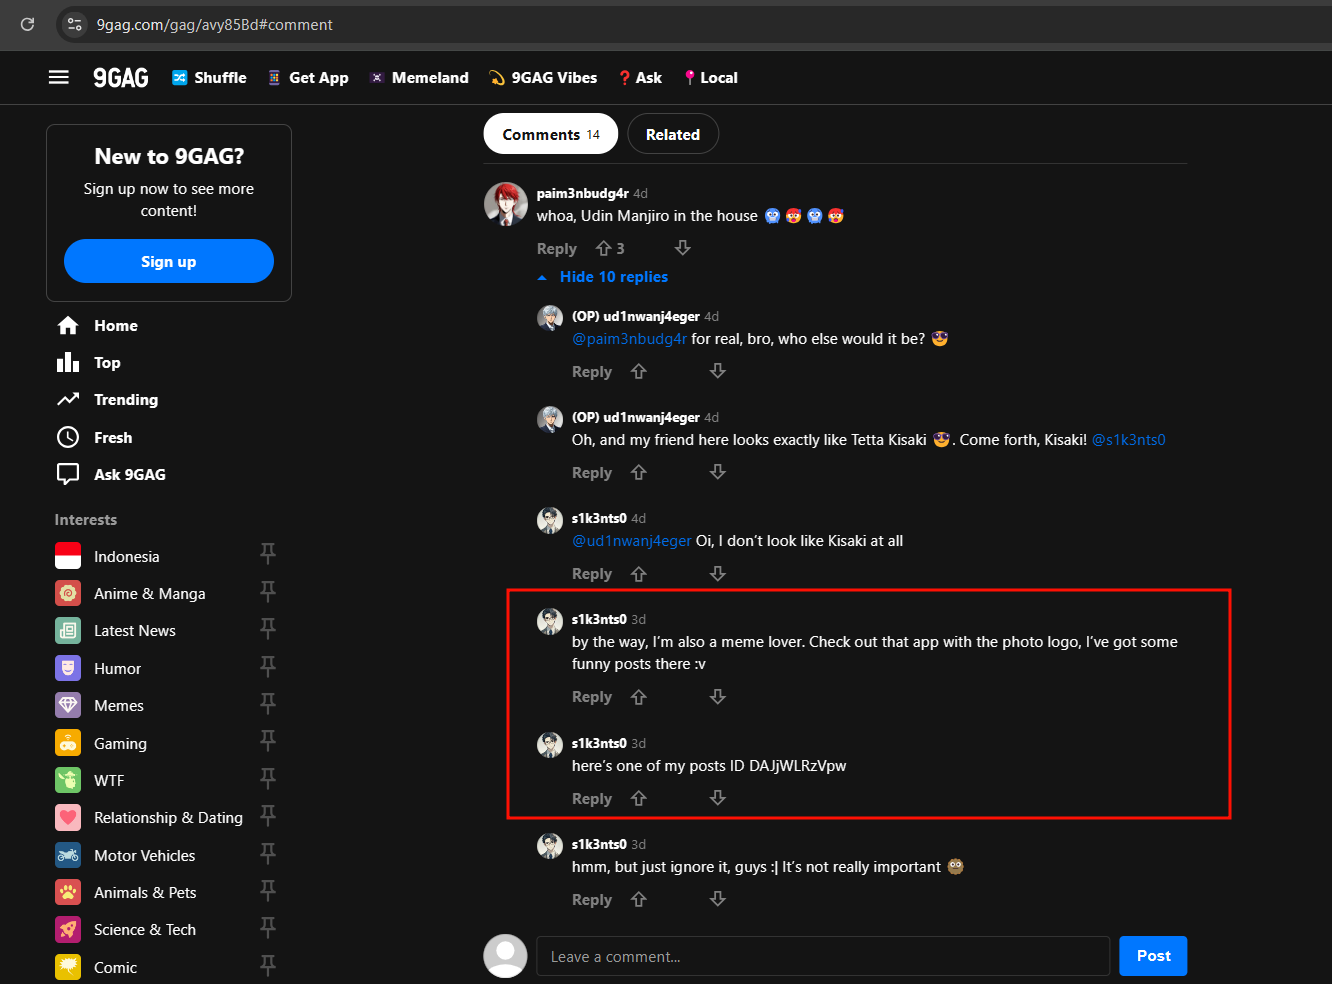 9gag.com/gag/avy85Bd#comment
9GAG
Shuffle
Get App
Memeland
9GAG Vibes
Ask
Local
New to 9GAG?
Sign up now to see more
content!
Sign up
Home
Top
Trending
Fresh
Ask 9GAG
Interests
Indonesia
Anime & Manga
Latest News
Humor
Memes
Gaming
WTF
Relationship & Dating
Motor Vehicles
Animals & Pets
Science & Tech
Comic
Comments 14
Related
paim3nbudg4r 4d
whoa, Udin Manjiro in the house 🥶🥵🥶🥵
Reply 3
Hide 10 replies
(OP) ud1nwanj4eger 4d
@paim3nbudg4r for real, bro, who else would it be? 😎
Reply
(OP) ud1nwanj4eger 4d
Oh, and my friend here looks exactly like Tetta Kisaki 😎. Come forth, Kisaki! @s1k3nts0
Reply
s1k3nts0 4d
@ud1nwanj4eger Oi, I don't look like Kisaki at all
Reply
s1k3nts0 3d
by the way, I'm also a meme lover. Check out that app with the photo logo, I've got some
funny posts there :v
Reply
s1k3nts0 3d
here's one of my posts ID DAJjWLRzVpw
Reply
s1k3nts0 3d
hmm, but just ignore it, guys :| It's not really important
Reply
Leave a comment...
Post